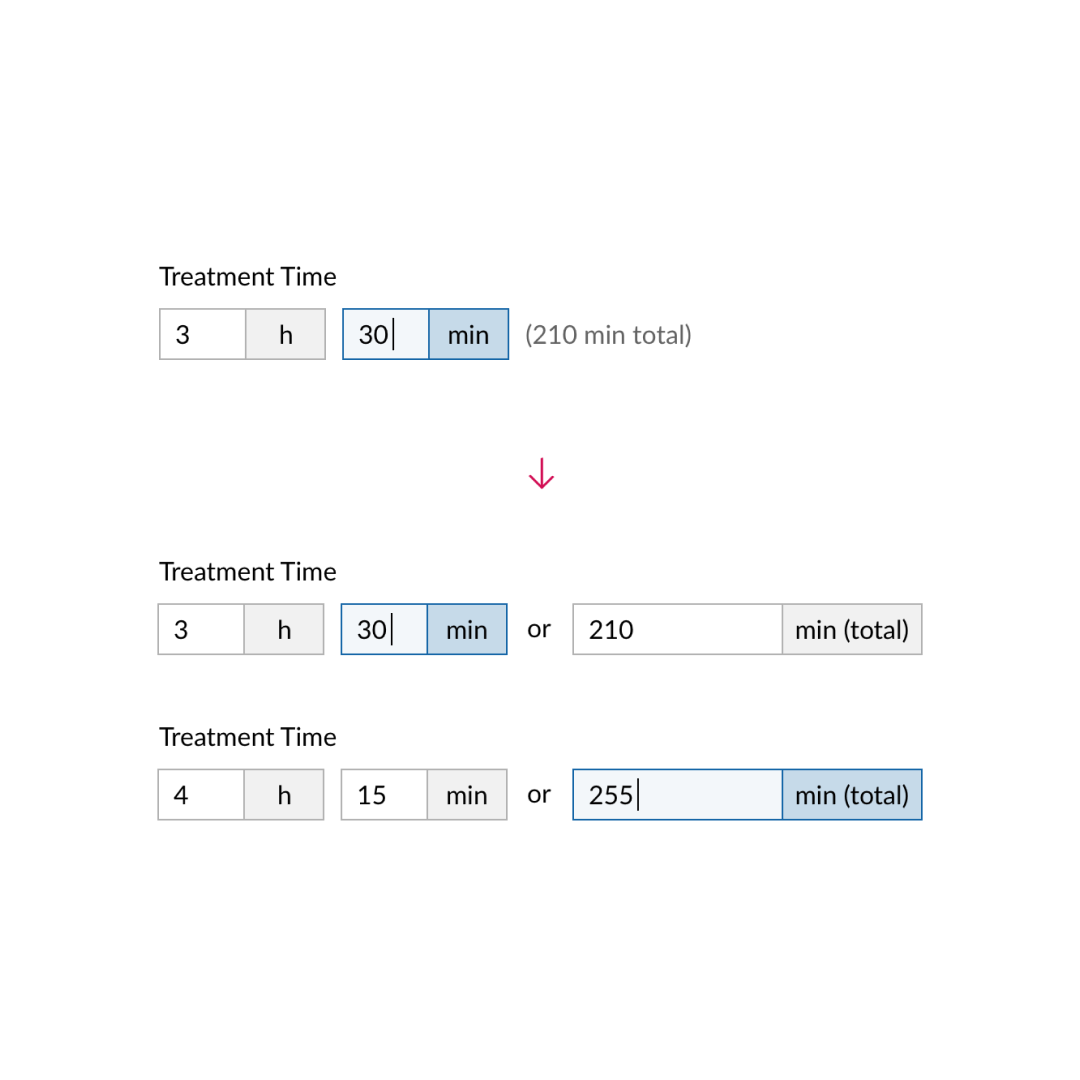 Treatment Time
3 h 30 min (210 min total)
Treatment Time
3 h 30 min or 210 min (total)
Treatment Time
4 h 15 min or 255 min (total)